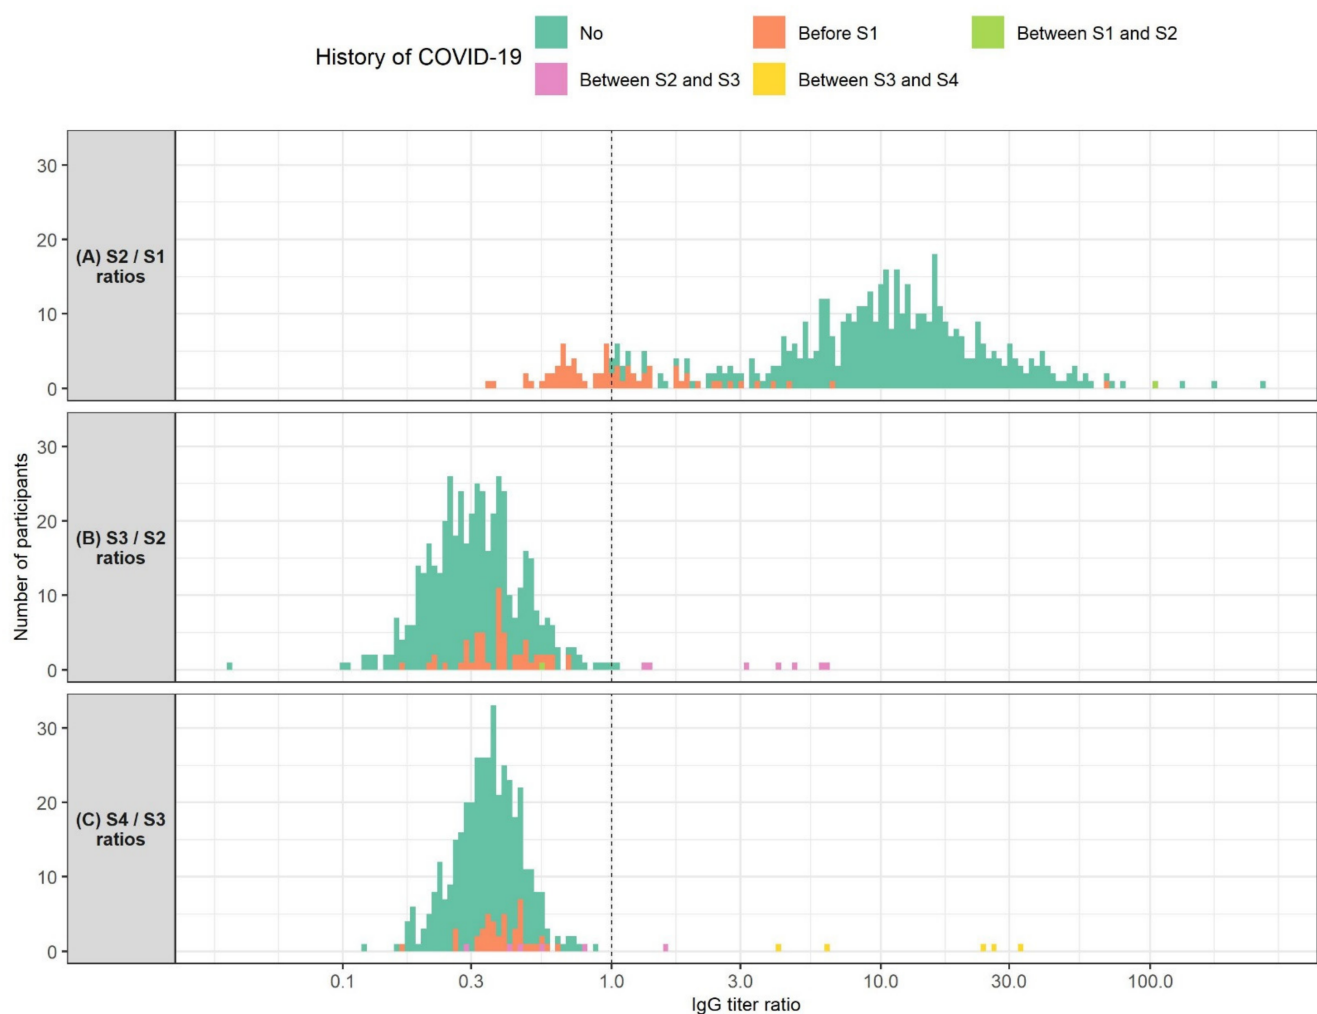 History of COVID-19
No
Before S1
Between S1 and S2
Between S2 and S3
Between S3 and S4
Number of participants
(A) S2 / S1
ratios
30
20
10
0
(B) S3 / S2
ratios
30
20
10
0
(C) S4 / S3
ratios
30
20
10
0
0.1 0.3 1.0 3.0 10.0 30.0 100.0
IgG titer ratio